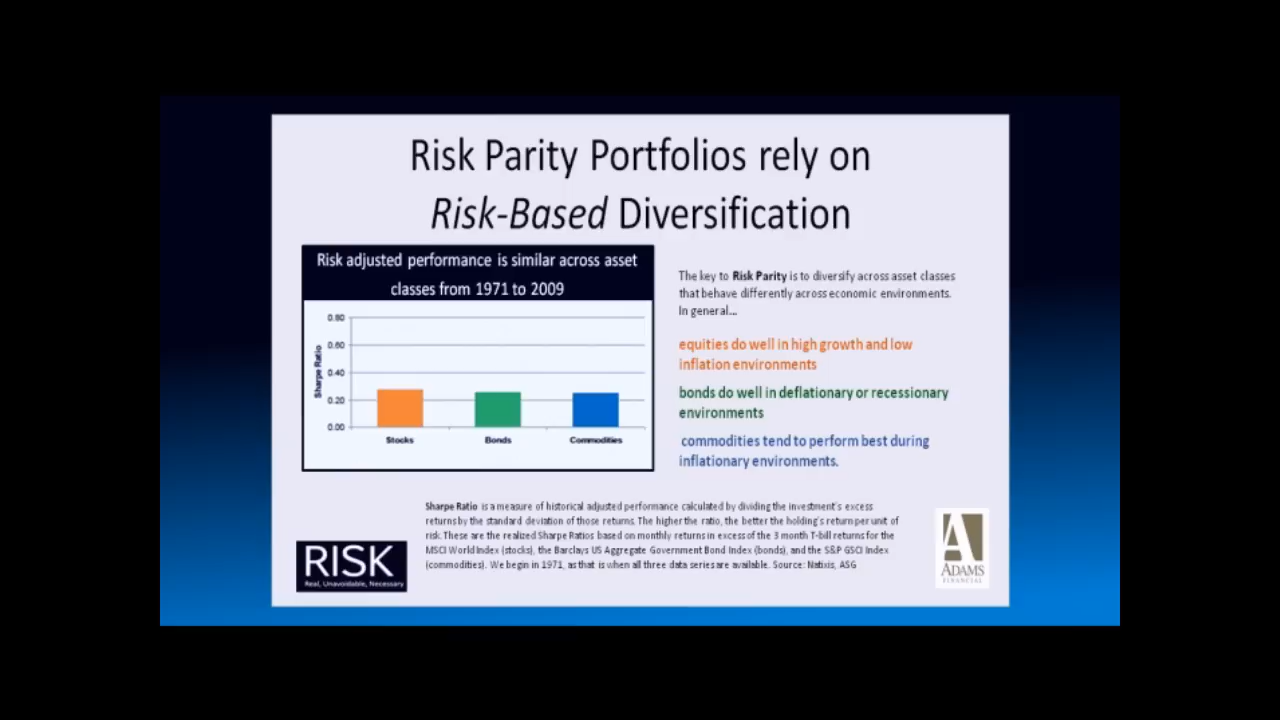 Risk Parity Portfolios rely on
Risk-Based Diversification
Risk adjusted performance is similar across asset
classes from 1971 to 2009
0.80
0.60
0.40
0.20
0.00
Sharpe Ratio
Stocks
Bonds
Commodities
The key to Risk Parity is to diversify across asset classes
that behave differently across economic environments.
In general...
equities do well in high growth and low
inflation environments
bonds do well in deflationary or recessionary
environments
commodities tend to perform best during
inflationary environments.
Sharpe Ratio is a measure of historical adjusted performance calculated by dividing the investment's excess
returns by the standard deviation of those returns. The higher the ratio, the better the holding's return per unit of
risk. These are the realized Sharpe Ratios based on monthly returns in excess of the 3 month T-bill returns for the
MSCI World Index (stocks), the Barclays US Aggregate Government Bond Index (bonds), and the S&P GSCI Index
(commodities). We begin in 1971, as that is when all three data series are available. Source: Natixis, ASG
RISK
Real, Unavoidable, Necessary
A
ADAMS
FINANCIAL